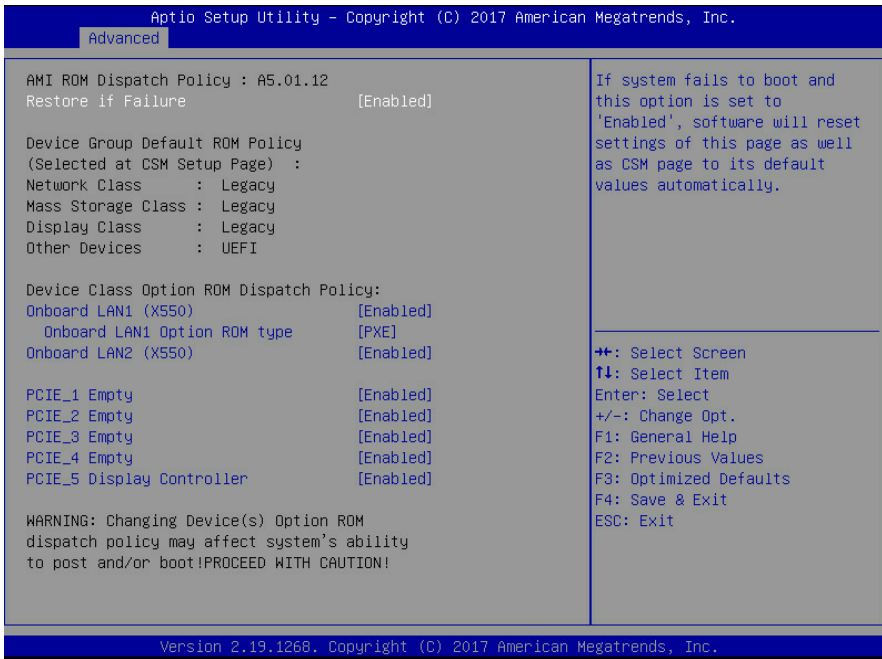 Aptio Setup Utility – Copyright (C) 2017 American Megatrends, Inc.
Advanced
AMI ROM Dispatch Policy : A5.01.12
Restore if Failure [Enabled]
Device Group Default ROM Policy
(Selected at CSM Setup Page) :
Network Class : Legacy
Mass Storage Class : Legacy
Display Class : Legacy
Other Devices : UEFI
Device Class Option ROM Dispatch Policy:
Onboard LAN1 (X550) [Enabled]
Onboard LAN1 Option ROM type [PXE]
Onboard LAN2 (X550) [Enabled]
PCIE_1 Empty [Enabled]
PCIE_2 Empty [Enabled]
PCIE_3 Empty [Enabled]
PCIE_4 Empty [Enabled]
PCIE_5 Display Controller [Enabled]
WARNING: Changing Device(s) Option ROM
dispatch policy may affect system's ability
to post and/or boot!PROCEED WITH CAUTION!
If system fails to boot and
this option is set to
'Enabled', software will reset
settings of this page as well
as CSM page to its default
values automatically.
→←: Select Screen
↑↓: Select Item
Enter: Select
+/-: Change Opt.
F1: General Help
F2: Previous Values
F3: Optimized Defaults
F4: Save & Exit
ESC: Exit
Version 2.19.1268. Copyright (C) 2017 American Megatrends, Inc.